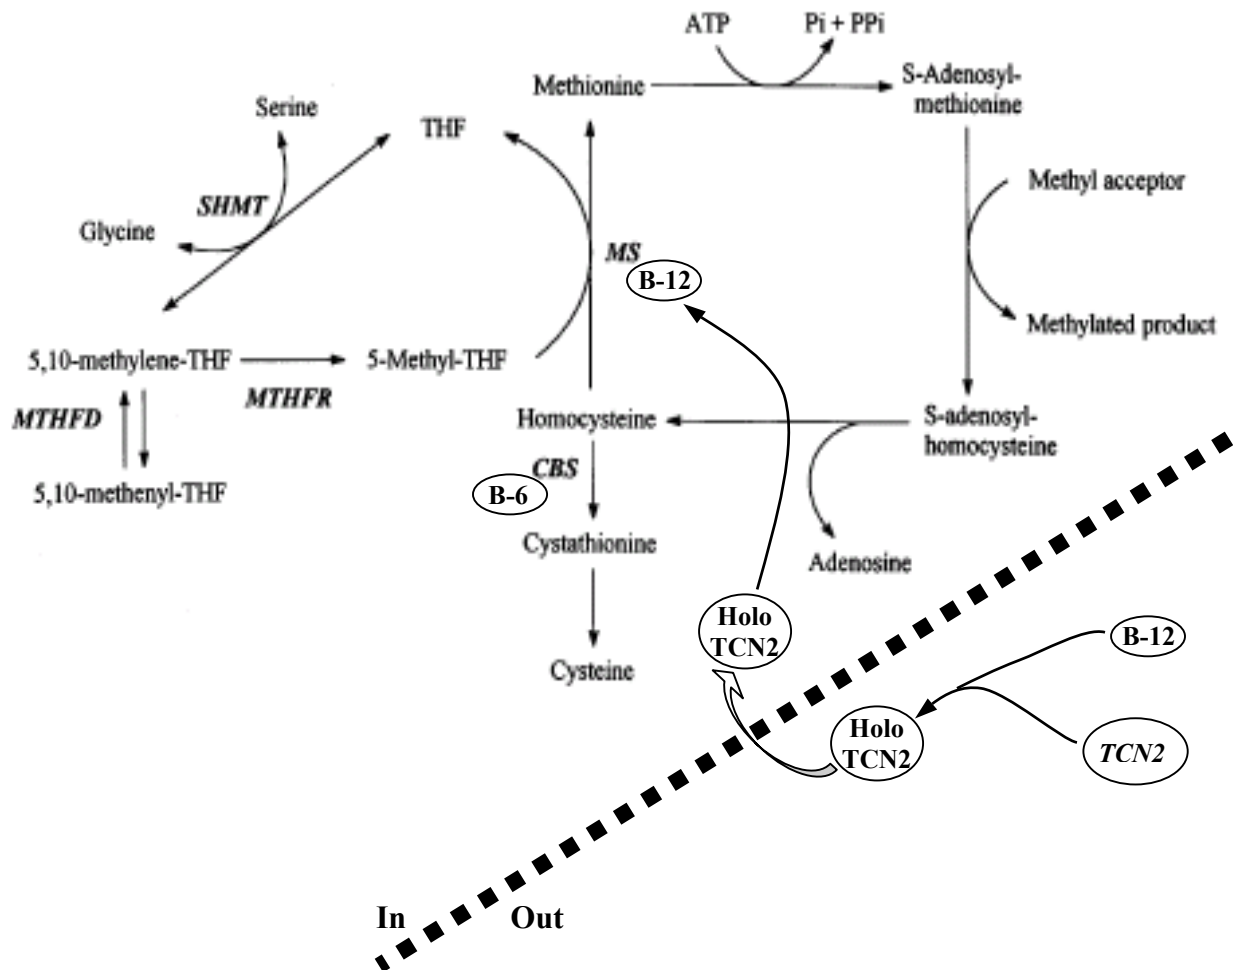 ATP
Pi + PPi
Methionine
S-Adenosyl-
methionine
Serine
THF
Methyl acceptor
SHMT
Glycine
MS
B-12
Methylated product
5,10-methylene-THF
5-Methyl-THF
MTHFR
MTHFD
Homocysteine
S-adenosyl-
homocysteine
CBS
B-6
5,10-methenyl-THF
Cystathionine
Adenosine
Holo
TCN2
B-12
Cysteine
Holo
TCN2
TCN2
In
Out